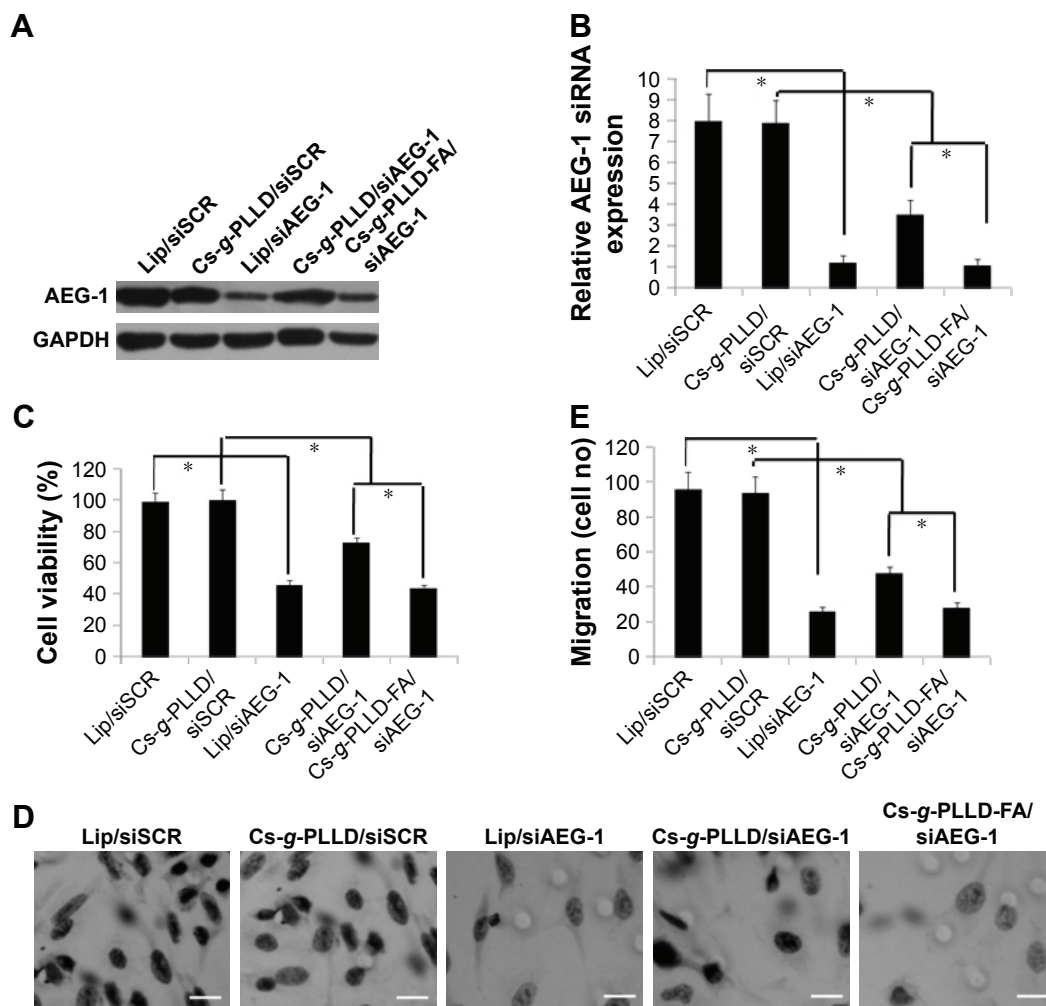 A
Lip/siSCR
Cs-g-PLLD/siSCR
Lip/siAEG-1
Cs-g-PLLD/siAEG-1
Cs-g-PLLD-FA/
siAEG-1
AEG-1
GAPDH
B
Relative AEG-1 siRNA
expression
10
9
8
7
6
5
4
3
2
1
0
*
*
*
Lip/siSCR
Cs-g-PLLD/
siSCR
Lip/siAEG-1
Cs-g-PLLD/
siAEG-1
Cs-g-PLLD-FA/
siAEG-1
C
Cell viability (%)
120
100
80
60
40
20
0
*
*
*
Lip/siSCR
Cs-g-PLLD/
siSCR
Lip/siAEG-1
Cs-g-PLLD/
siAEG-1
Cs-g-PLLD-FA/
siAEG-1
E
Migration (cell no)
120
100
80
60
40
20
0
*
*
*
Lip/siSCR
Cs-g-PLLD/
siSCR
Lip/siAEG-1
Cs-g-PLLD/
siAEG-1
Cs-g-PLLD-FA/
siAEG-1
D
Lip/siSCR
Cs-g-PLLD/siSCR
Lip/siAEG-1
Cs-g-PLLD/siAEG-1
Cs-g-PLLD-FA/
siAEG-1